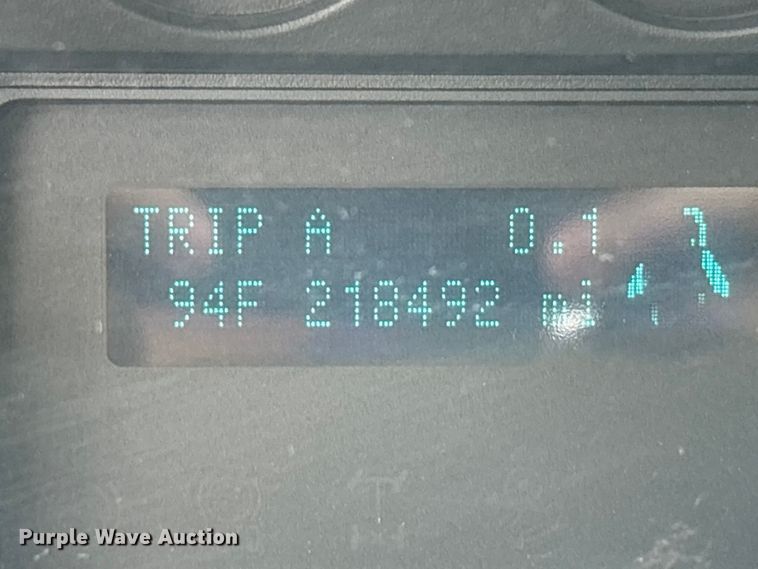 TRIP A 0.1
94F 218492 mi
Purple Wave Auction